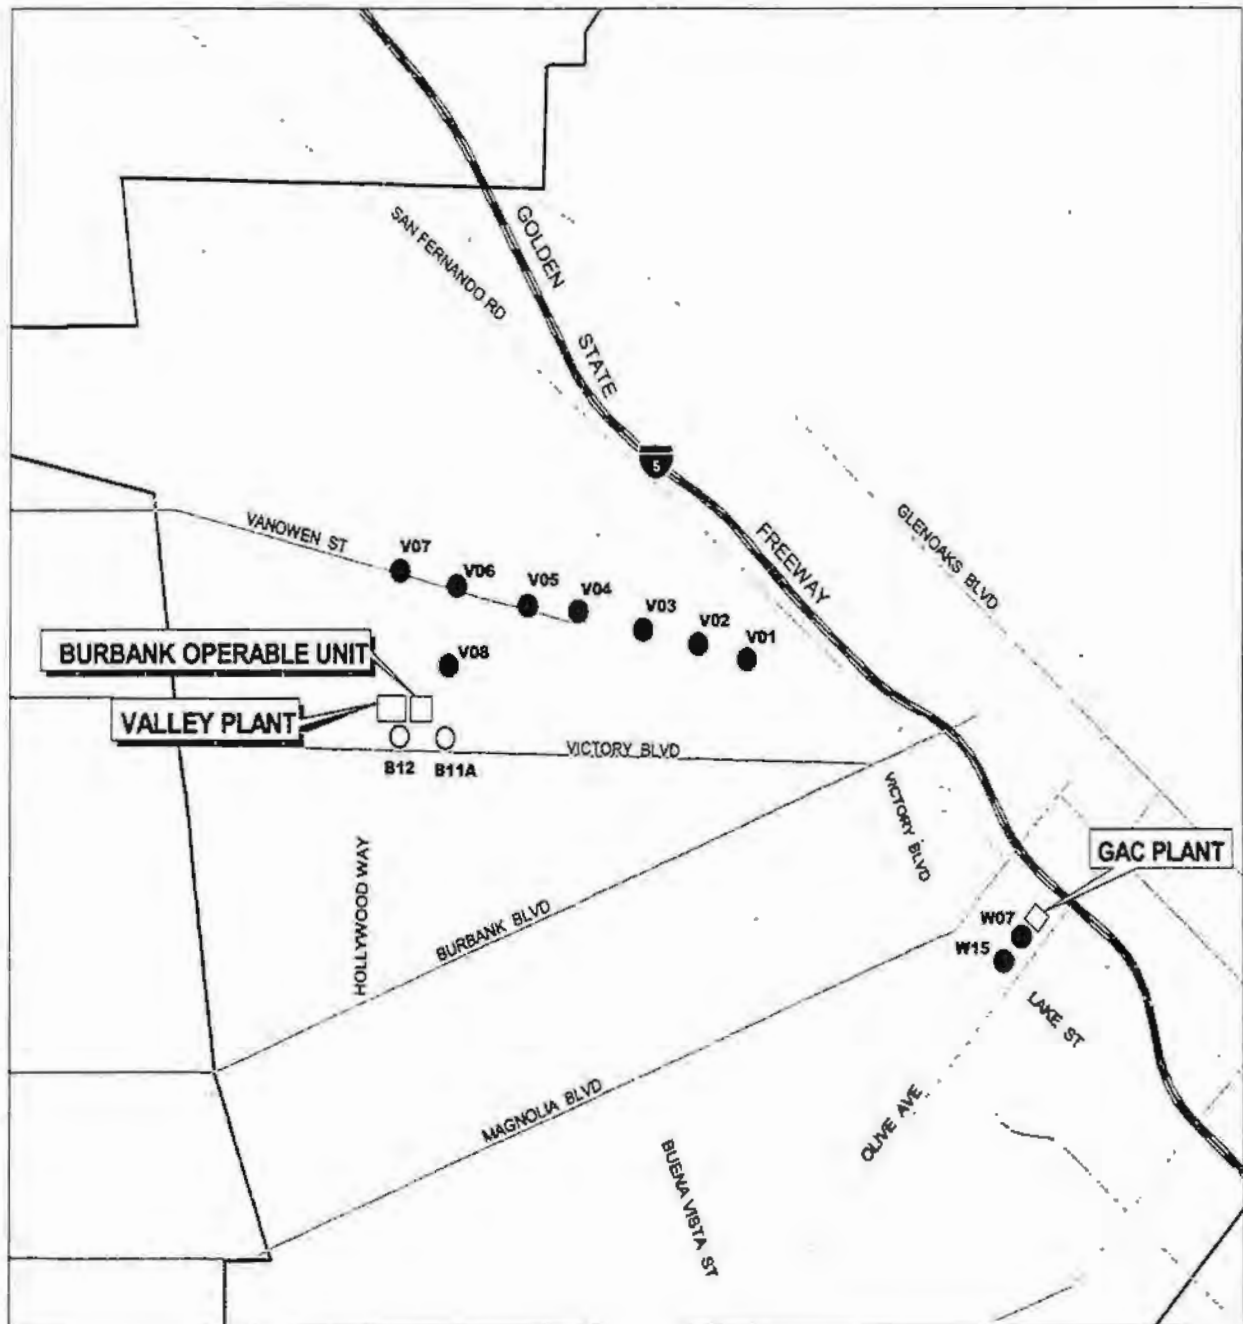 SAN FERNANDO RD
GOLDEN
STATE
5
FREEWAY
GLENOAKS BLVD
VANOWEN ST
V07
V06
V05
V04
V03
V02
V01
BURBANK OPERABLE UNIT
V08
VALLEY PLANT
B12
B11A
VICTORY BLVD
VICTORY BLVD
GAC PLANT
HOLLYWOOD WAY
BURBANK BLVD
W07
W15
LAKE ST
MAGNOLIA BLVD
OLIVE AVE
BUENA VISTA ST